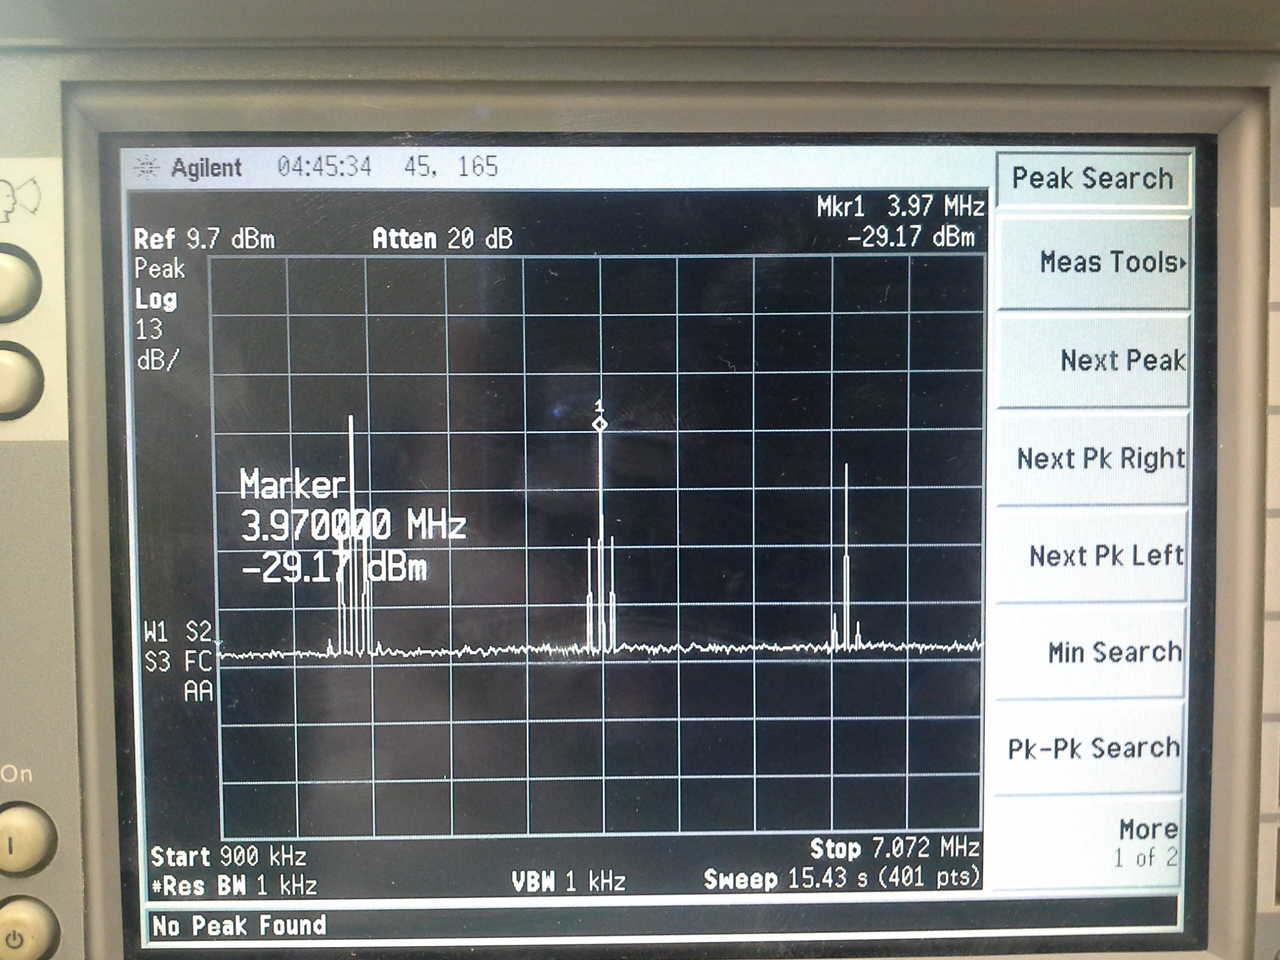 Agilent 04:45:34 45, 165
Peak Search
Mkr1 3.97 MHz
Ref 9.7 dBm Atten 20 dB -29.17 dBm
Peak
Log
13
dB/
1
Marker
3.970000 MHz
-29.17 dBm
W1 S2
S3 FC
AA
Start 900 kHz Stop 7.072 MHz
#Res BW 1 kHz VBW 1 kHz Sweep 15.43 s (401 pts)
No Peak Found
Meas Tools
Next Peak
Next Pk Right
Next Pk Left
Min Search
Pk-Pk Search
More
1 of 2
On